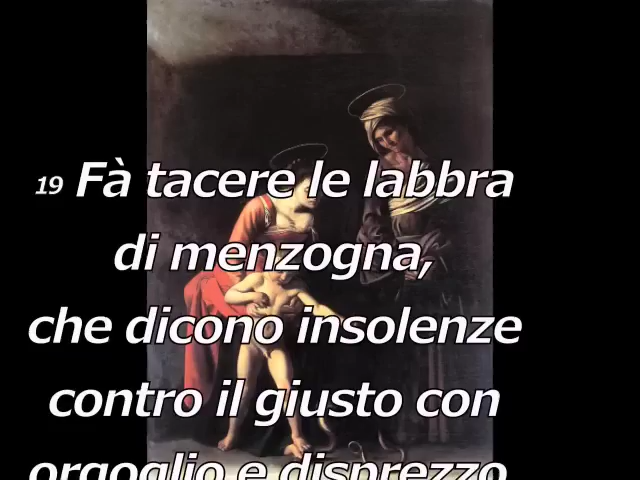 19 Fà tacere le labbra
di menzogna,
che dicono insolenze
contro il giusto con
orgoglio e disprezzo